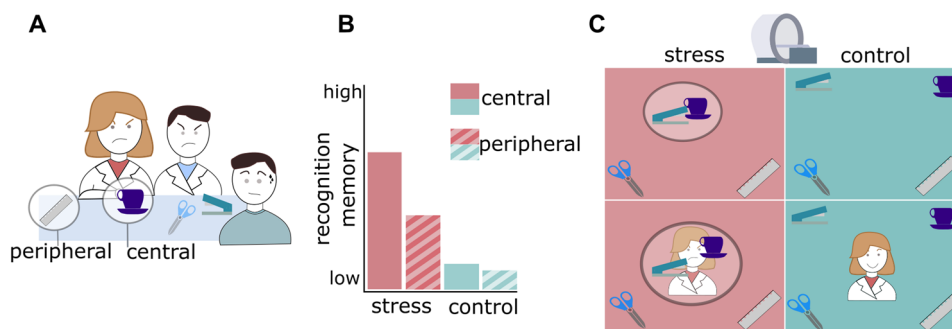 A
peripheral
central
B
high
recognition
memory
low
central
peripheral
stress
control
C
stress
control